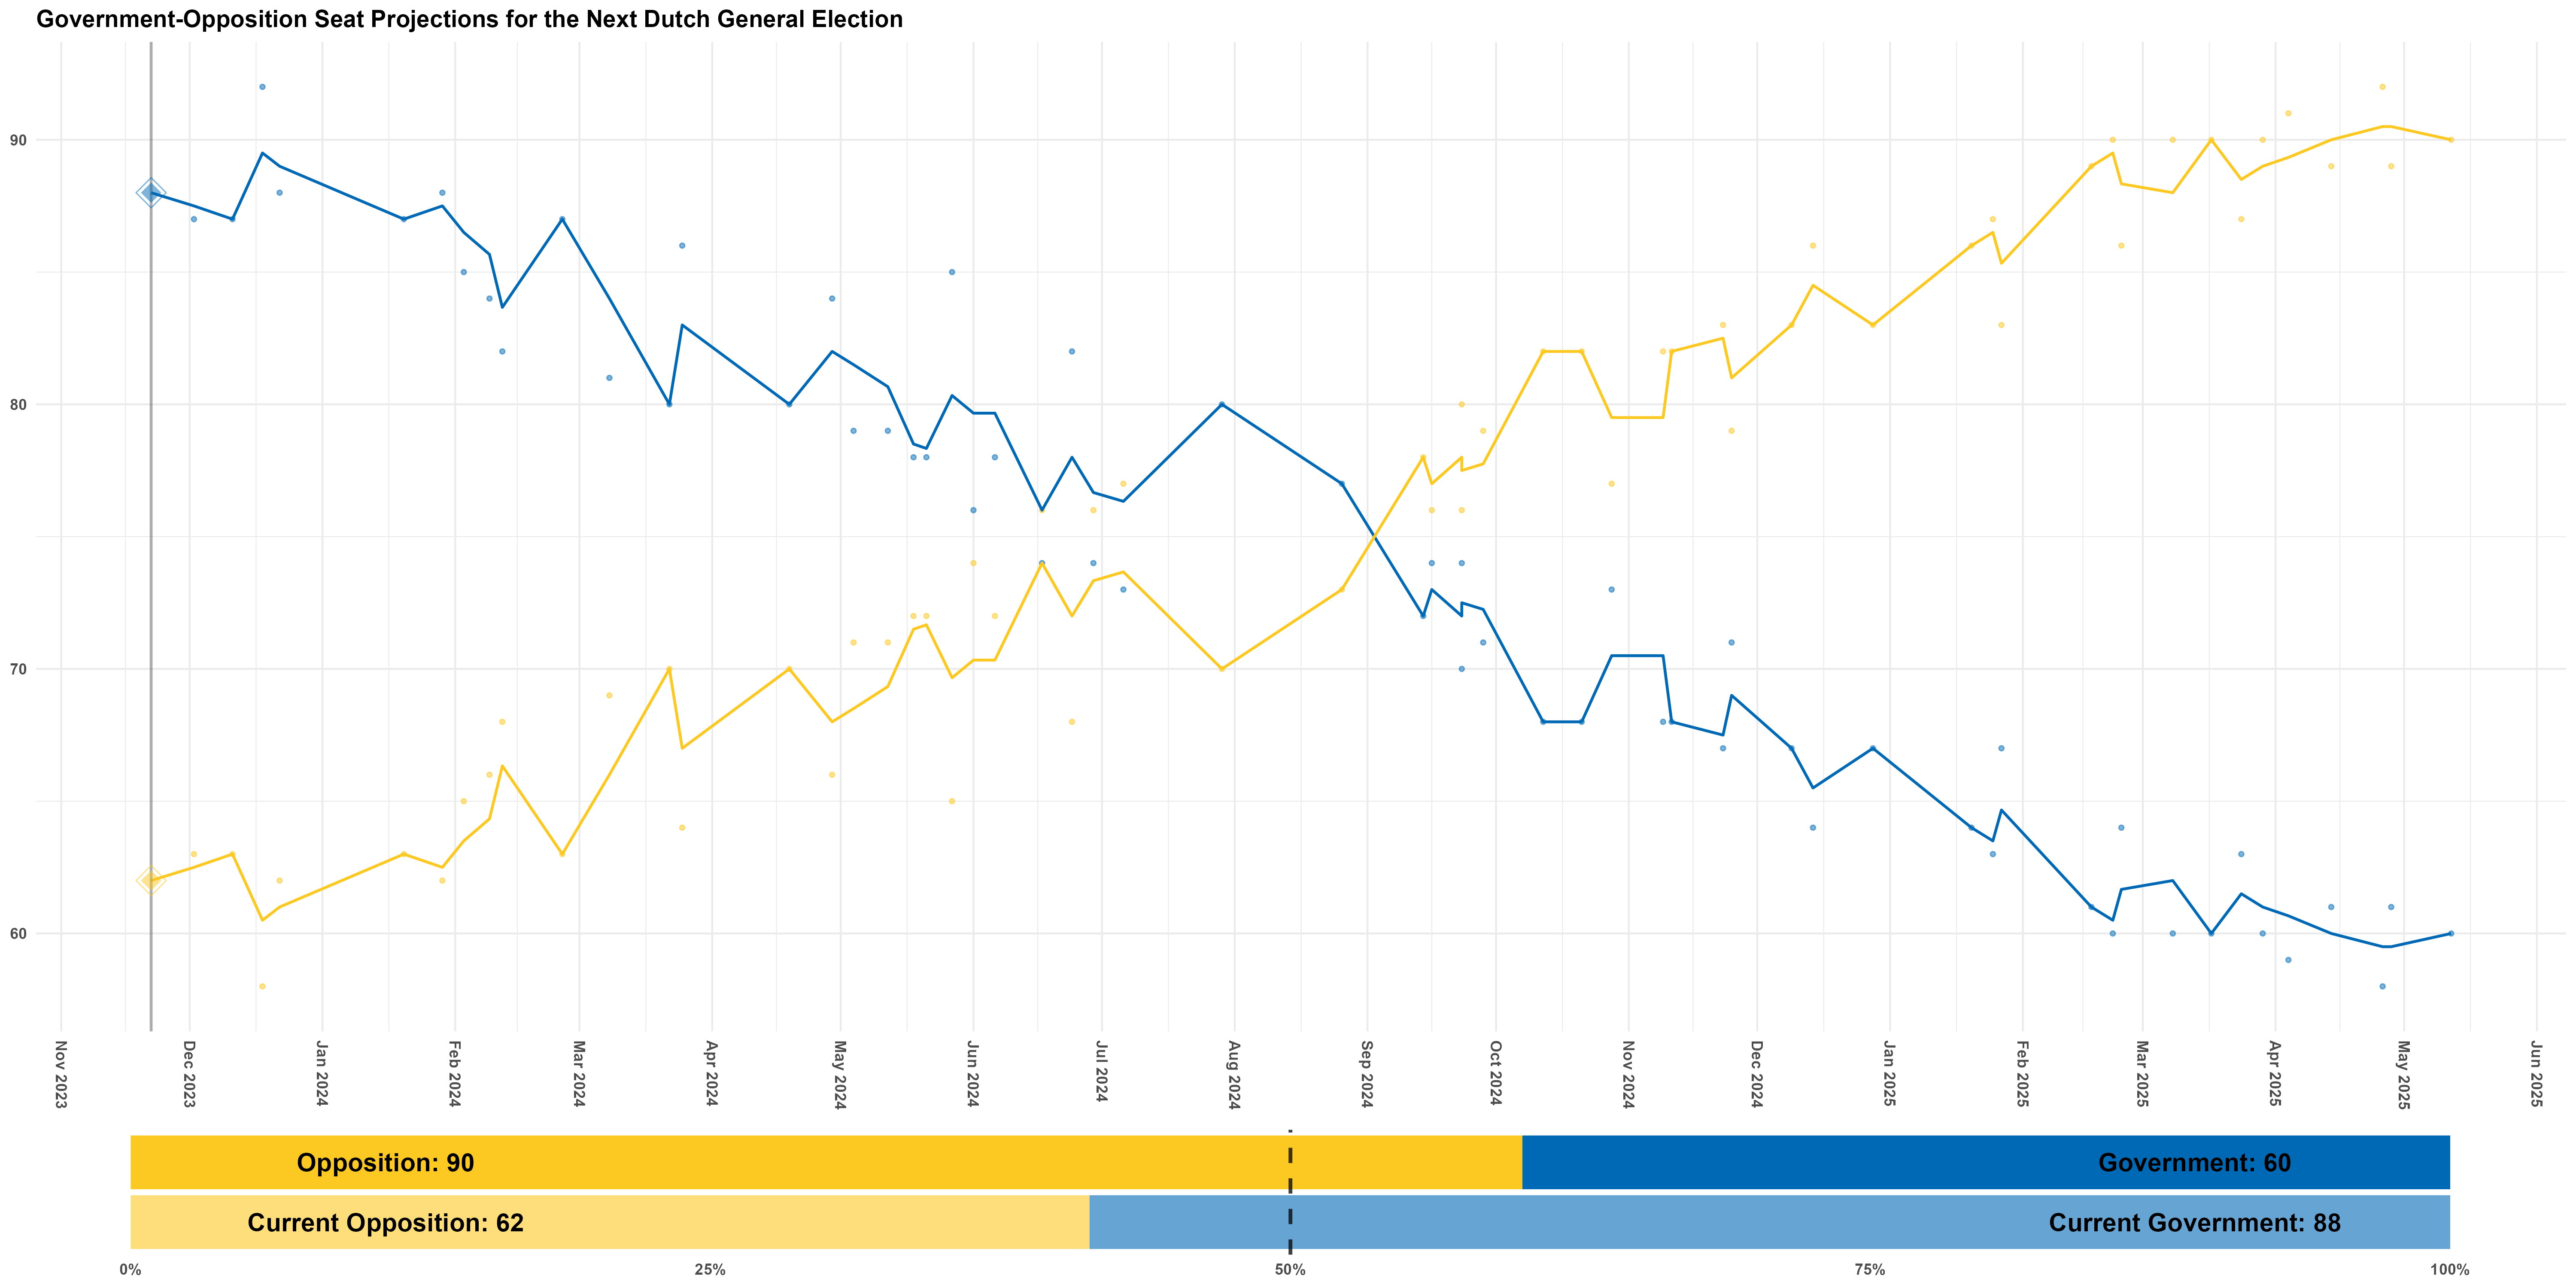 Government-Opposition Seat Projections for the Next Dutch General Election
90
80
70
60
Nov 2023
Dec 2023
Jan 2024
Feb 2024
Mar 2024
Apr 2024
May 2024
Jun 2024
Jul 2024
Aug 2024
Sep 2024
Oct 2024
Nov 2024
Dec 2024
Jan 2025
Feb 2025
Mar 2025
Apr 2025
May 2025
Jun 2025
Opposition: 90
Government: 60
Current Opposition: 62
Current Government: 88
0%
25%
50%
75%
100%